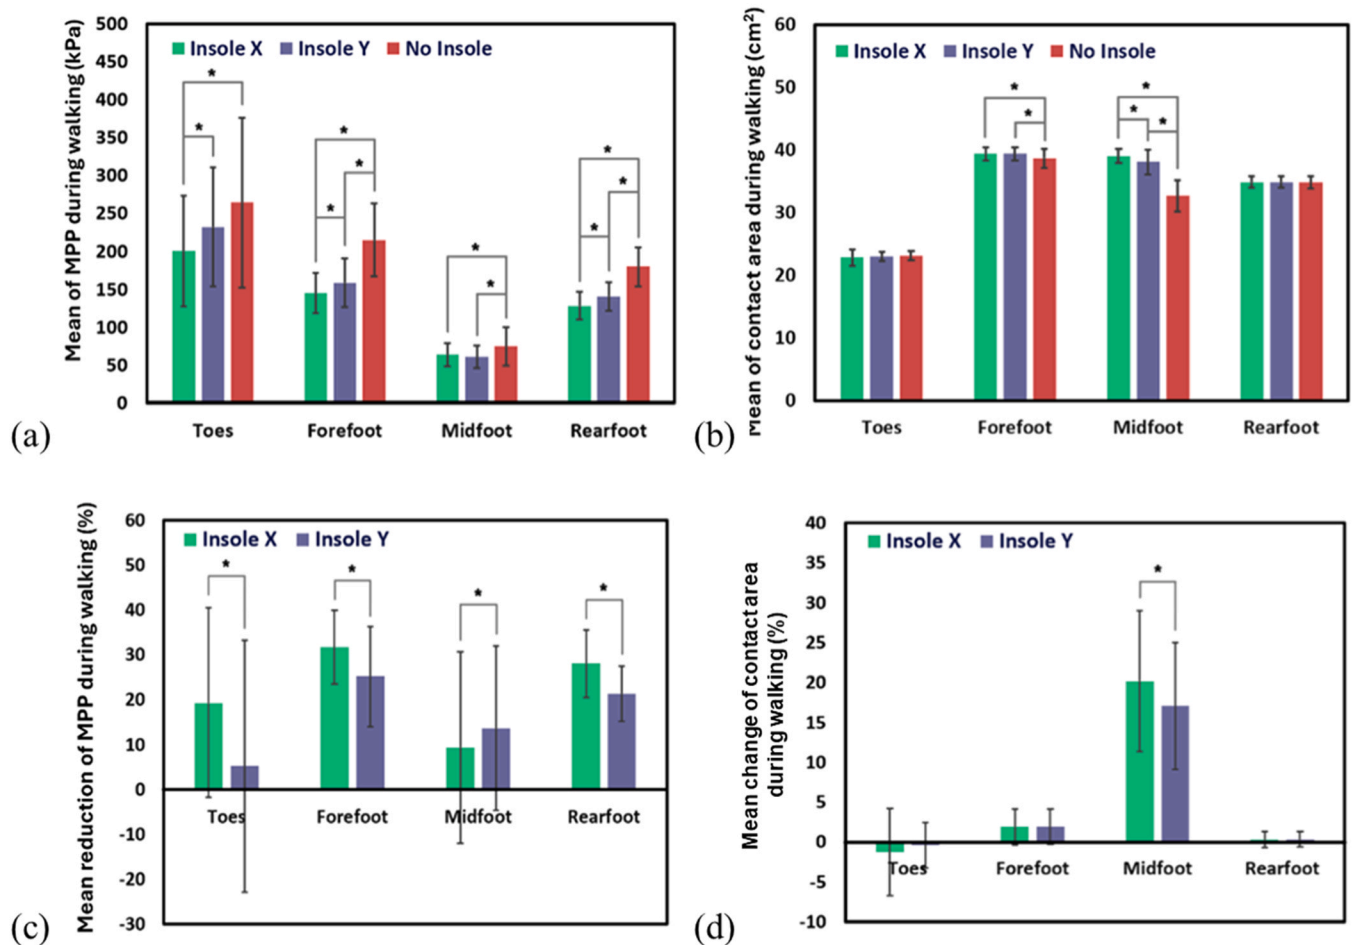 Mean of MPP during walking (kPa)
500
450
400
350
300
250
200
150
100
50
0
Insole X Insole Y No Insole
* * * * * * * * * *
Toes Forefoot Midfoot Rearfoot
(a)
Mean of contact area during walking (cm²)
60
50
40
30
20
10
0
Insole X Insole Y No Insole
* * * * *
Toes Forefoot Midfoot Rearfoot
(b)
Mean reduction of MPP during walking (%)
60
50
40
30
20
10
0
-10
-20
-30
Insole X Insole Y
* * * *
Toes Forefoot Midfoot Rearfoot
(c)
Mean change of contact area
during walking (%)
40
35
30
25
20
15
10
5
0
-5
-10
Insole X Insole Y
*
Toes Forefoot Midfoot Rearfoot
(d)